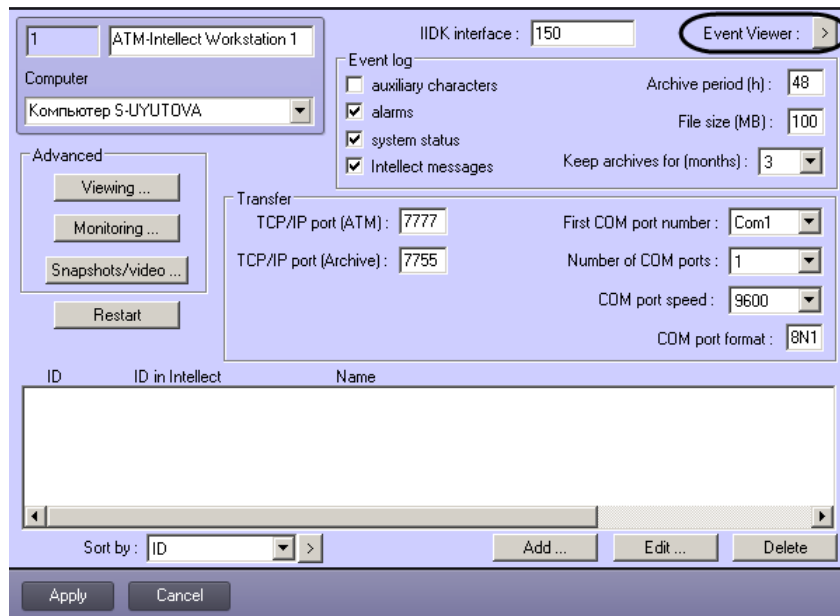 1 ATM-Intellect Workstation 1
Computer
Компьютер S-UYUTOVA
IIDK interface : 150
Event Viewer : >
Event log
auxiliary characters
alarms
system status
Intellect messages
Archive period (h) : 48
File size (MB) : 100
Keep archives for (months) : 3
Advanced
Viewing ...
Monitoring ...
Snapshots/video ...
Restart
Transfer
TCP/IP port (ATM) : 7777
TCP/IP port (Archive) : 7755
First COM port number : Com1
Number of COM ports : 1
COM port speed : 9600
COM port format : 8N1
ID ID in Intellect Name
Sort by : ID >
Add ... Edit ... Delete
Apply Cancel